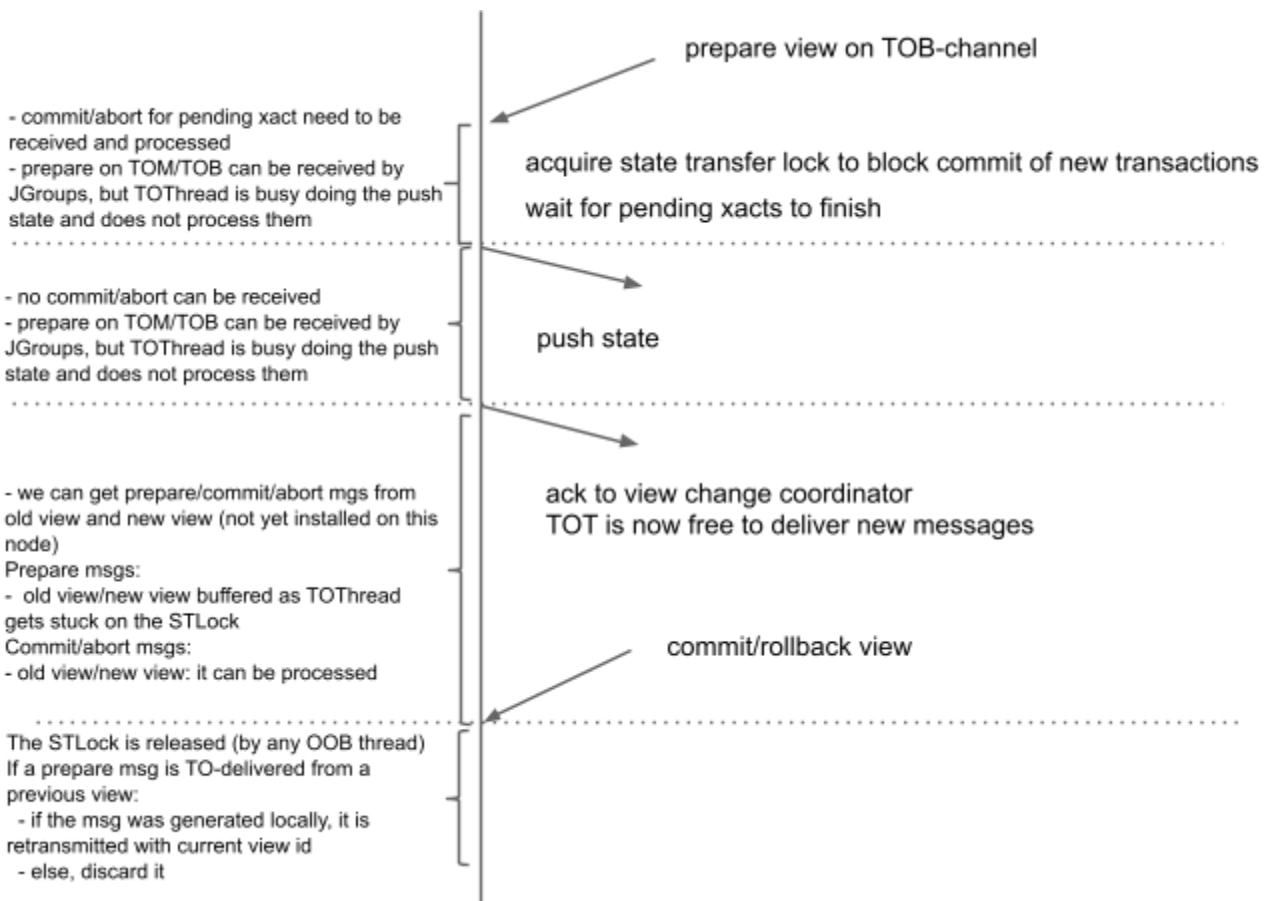 prepare view on TOB-channel
- commit/abort for pending xact need to be
received and processed
- prepare on TOM/TOB can be received by
JGroups, but TOThread is busy doing the push
state and does not process them
acquire state transfer lock to block commit of new transactions
wait for pending xacts to finish
- no commit/abort can be received
- prepare on TOM/TOB can be received by
JGroups, but TOThread is busy doing the push
state and does not process them
push state
- we can get prepare/commit/abort mgs from
old view and new view (not yet installed on this
node)
Prepare msgs:
-  old view/new view buffered as TOThread
gets stuck on the STLock
Commit/abort msgs:
- old view/new view: it can be processed
ack to view change coordinator
TOT is now free to deliver new messages
commit/rollback view
The STLock is released (by any OOB thread)
If a prepare msg is TO-delivered from a
previous view:
- if the msg was generated locally, it is
retransmitted with current view id
- else, discard it